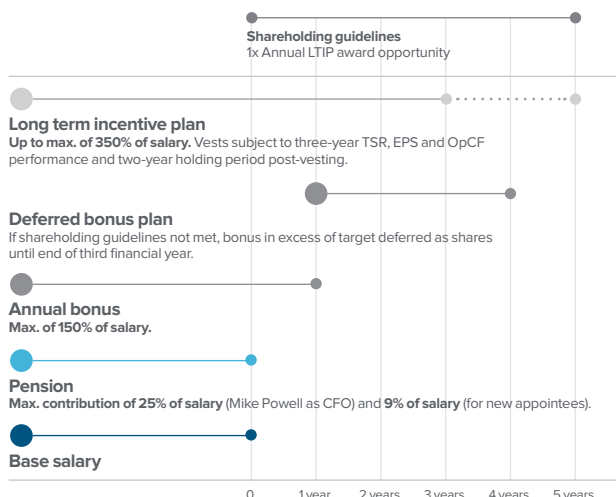 Shareholding guidelines
1x Annual LTIP award opportunity
Long term incentive plan
Up to max. of 350% of salary. Vests subject to three-year TSR, EPS and OpCF
performance and two-year holding period post-vesting.
Deferred bonus plan
If shareholding guidelines not met, bonus in excess of target deferred as shares
until end of third financial year.
Annual bonus
Max. of 150% of salary.
Pension
Max. contribution of 25% of salary (Mike Powell as CFO) and 9% of salary (for new appointees).
Base salary
0 1 year 2 years 3 years 4 years 5 years